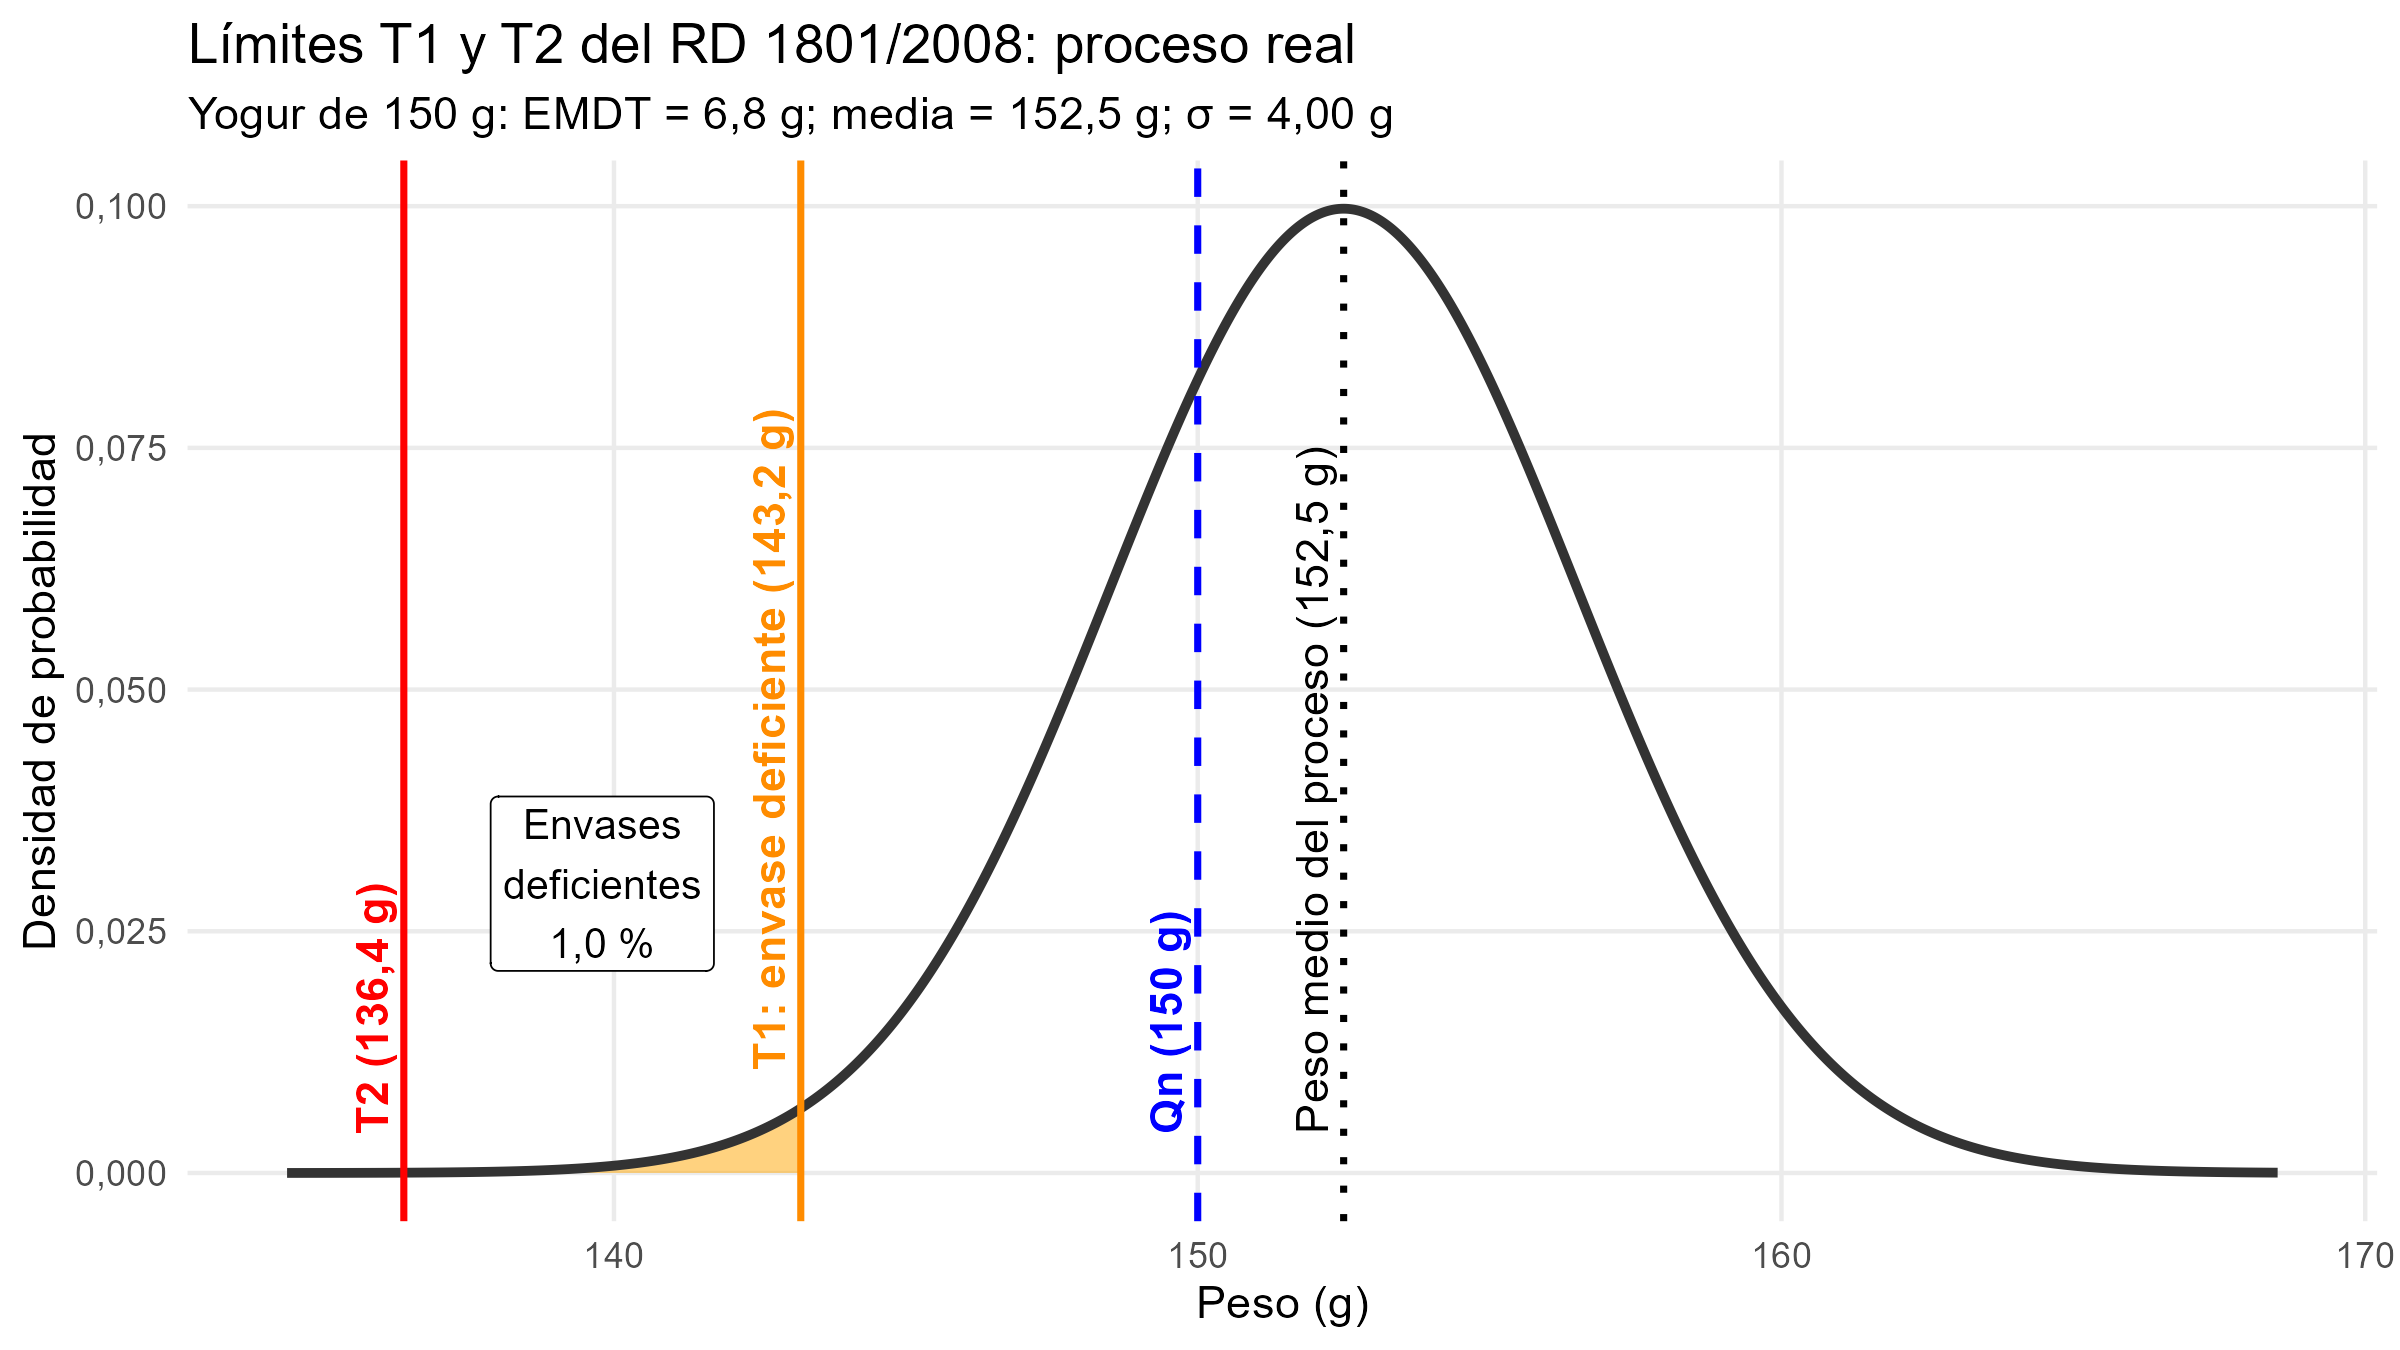 Límites T1 y T2 del RD 1801/2008: proceso real
Yogur de 150 g: EMDT = 6,8 g; media = 152,5 g; σ = 4,00 g
Densidad de probabilidad
0,100
0,075
0,050
0,025
0,000
T2 (136,4 g)
Envases
deficientes
1,0 %
T1: envase deficiente (143,2 g)
Qn (150 g)
Peso medio del proceso (152,5 g)
140
150
160
170
Peso (g)